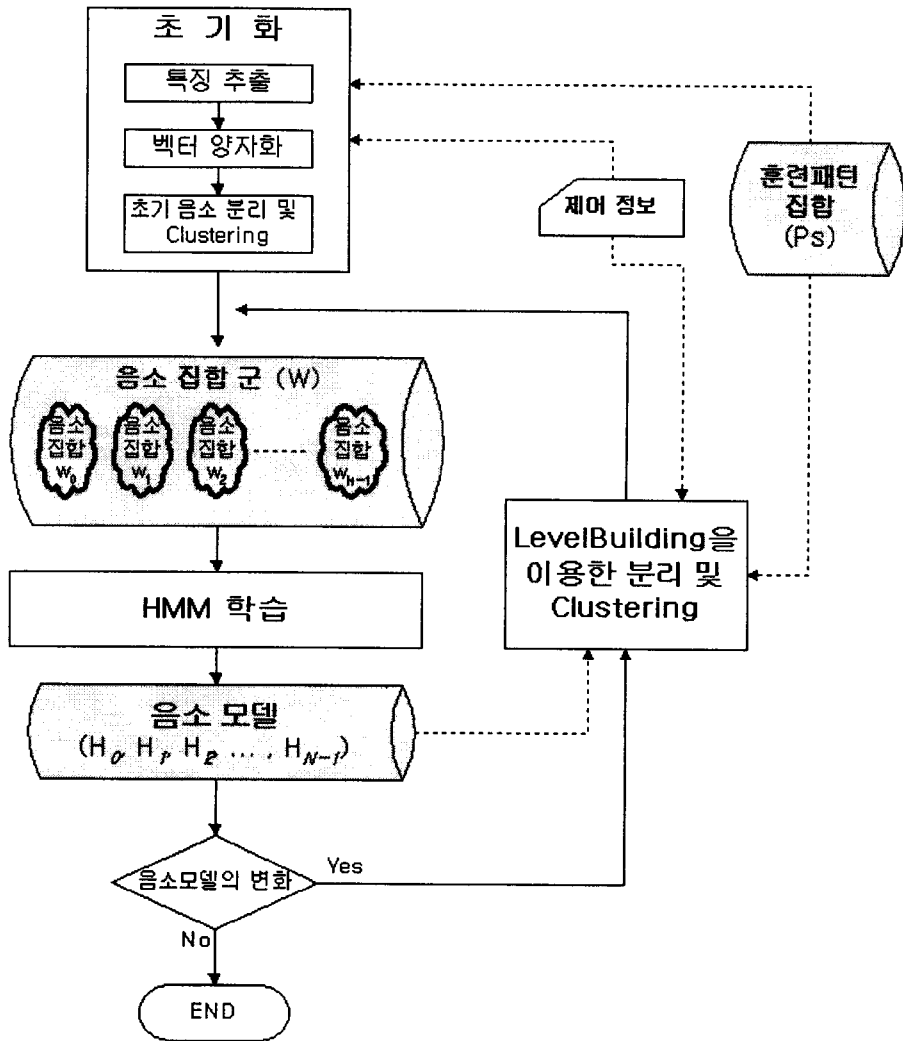 초 기 화
특징 추출
벡터 양자화
초기 음소 분리 및
Clustering
제어 정보
훈련패턴
집합
(Ps)
음소 집합 군 (W)
음소
집합
W₀
음소
집합
W₁
음소
집합
W₂
음소
집합
W_{H-1}
LevelBuilding을
이용한 분리 및
Clustering
HMM 학습
음소 모델
(H₀, H₁, H₂, ... , H_{N-1})
음소모델의 변화
Yes
No
END